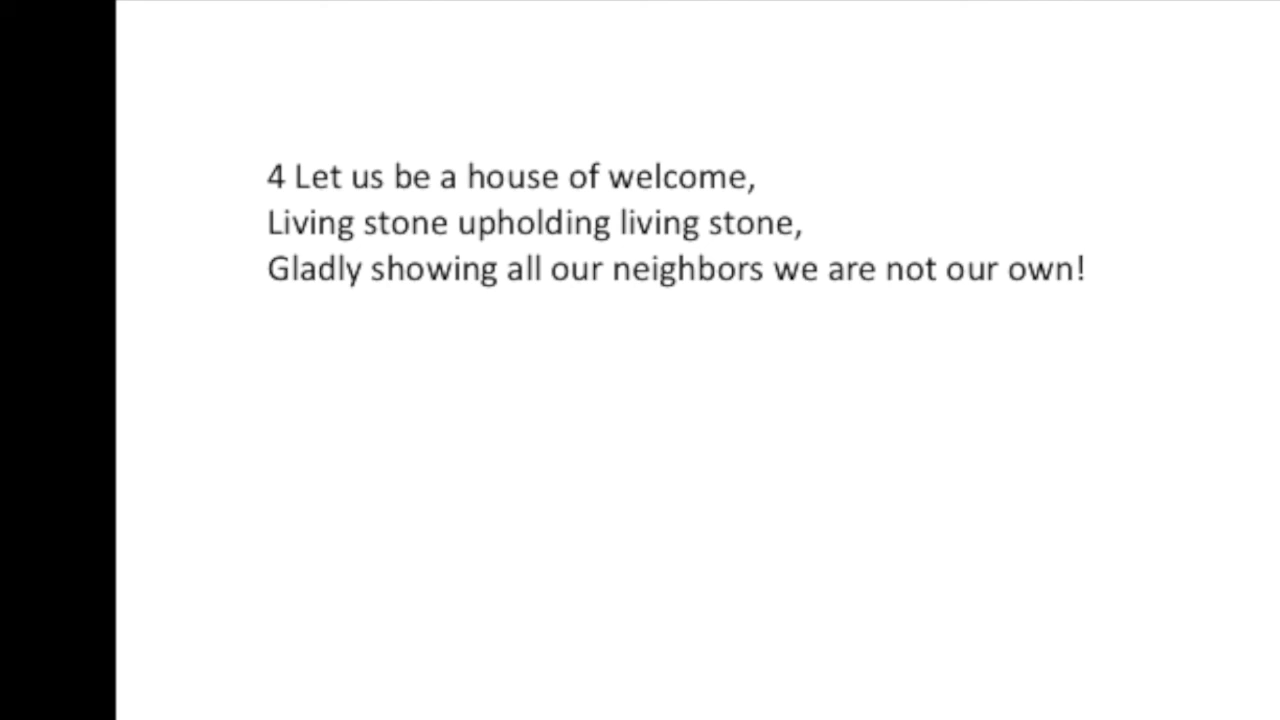 4 Let us be a house of welcome,
Living stone upholding living stone,
Gladly showing all our neighbors we are not our own!